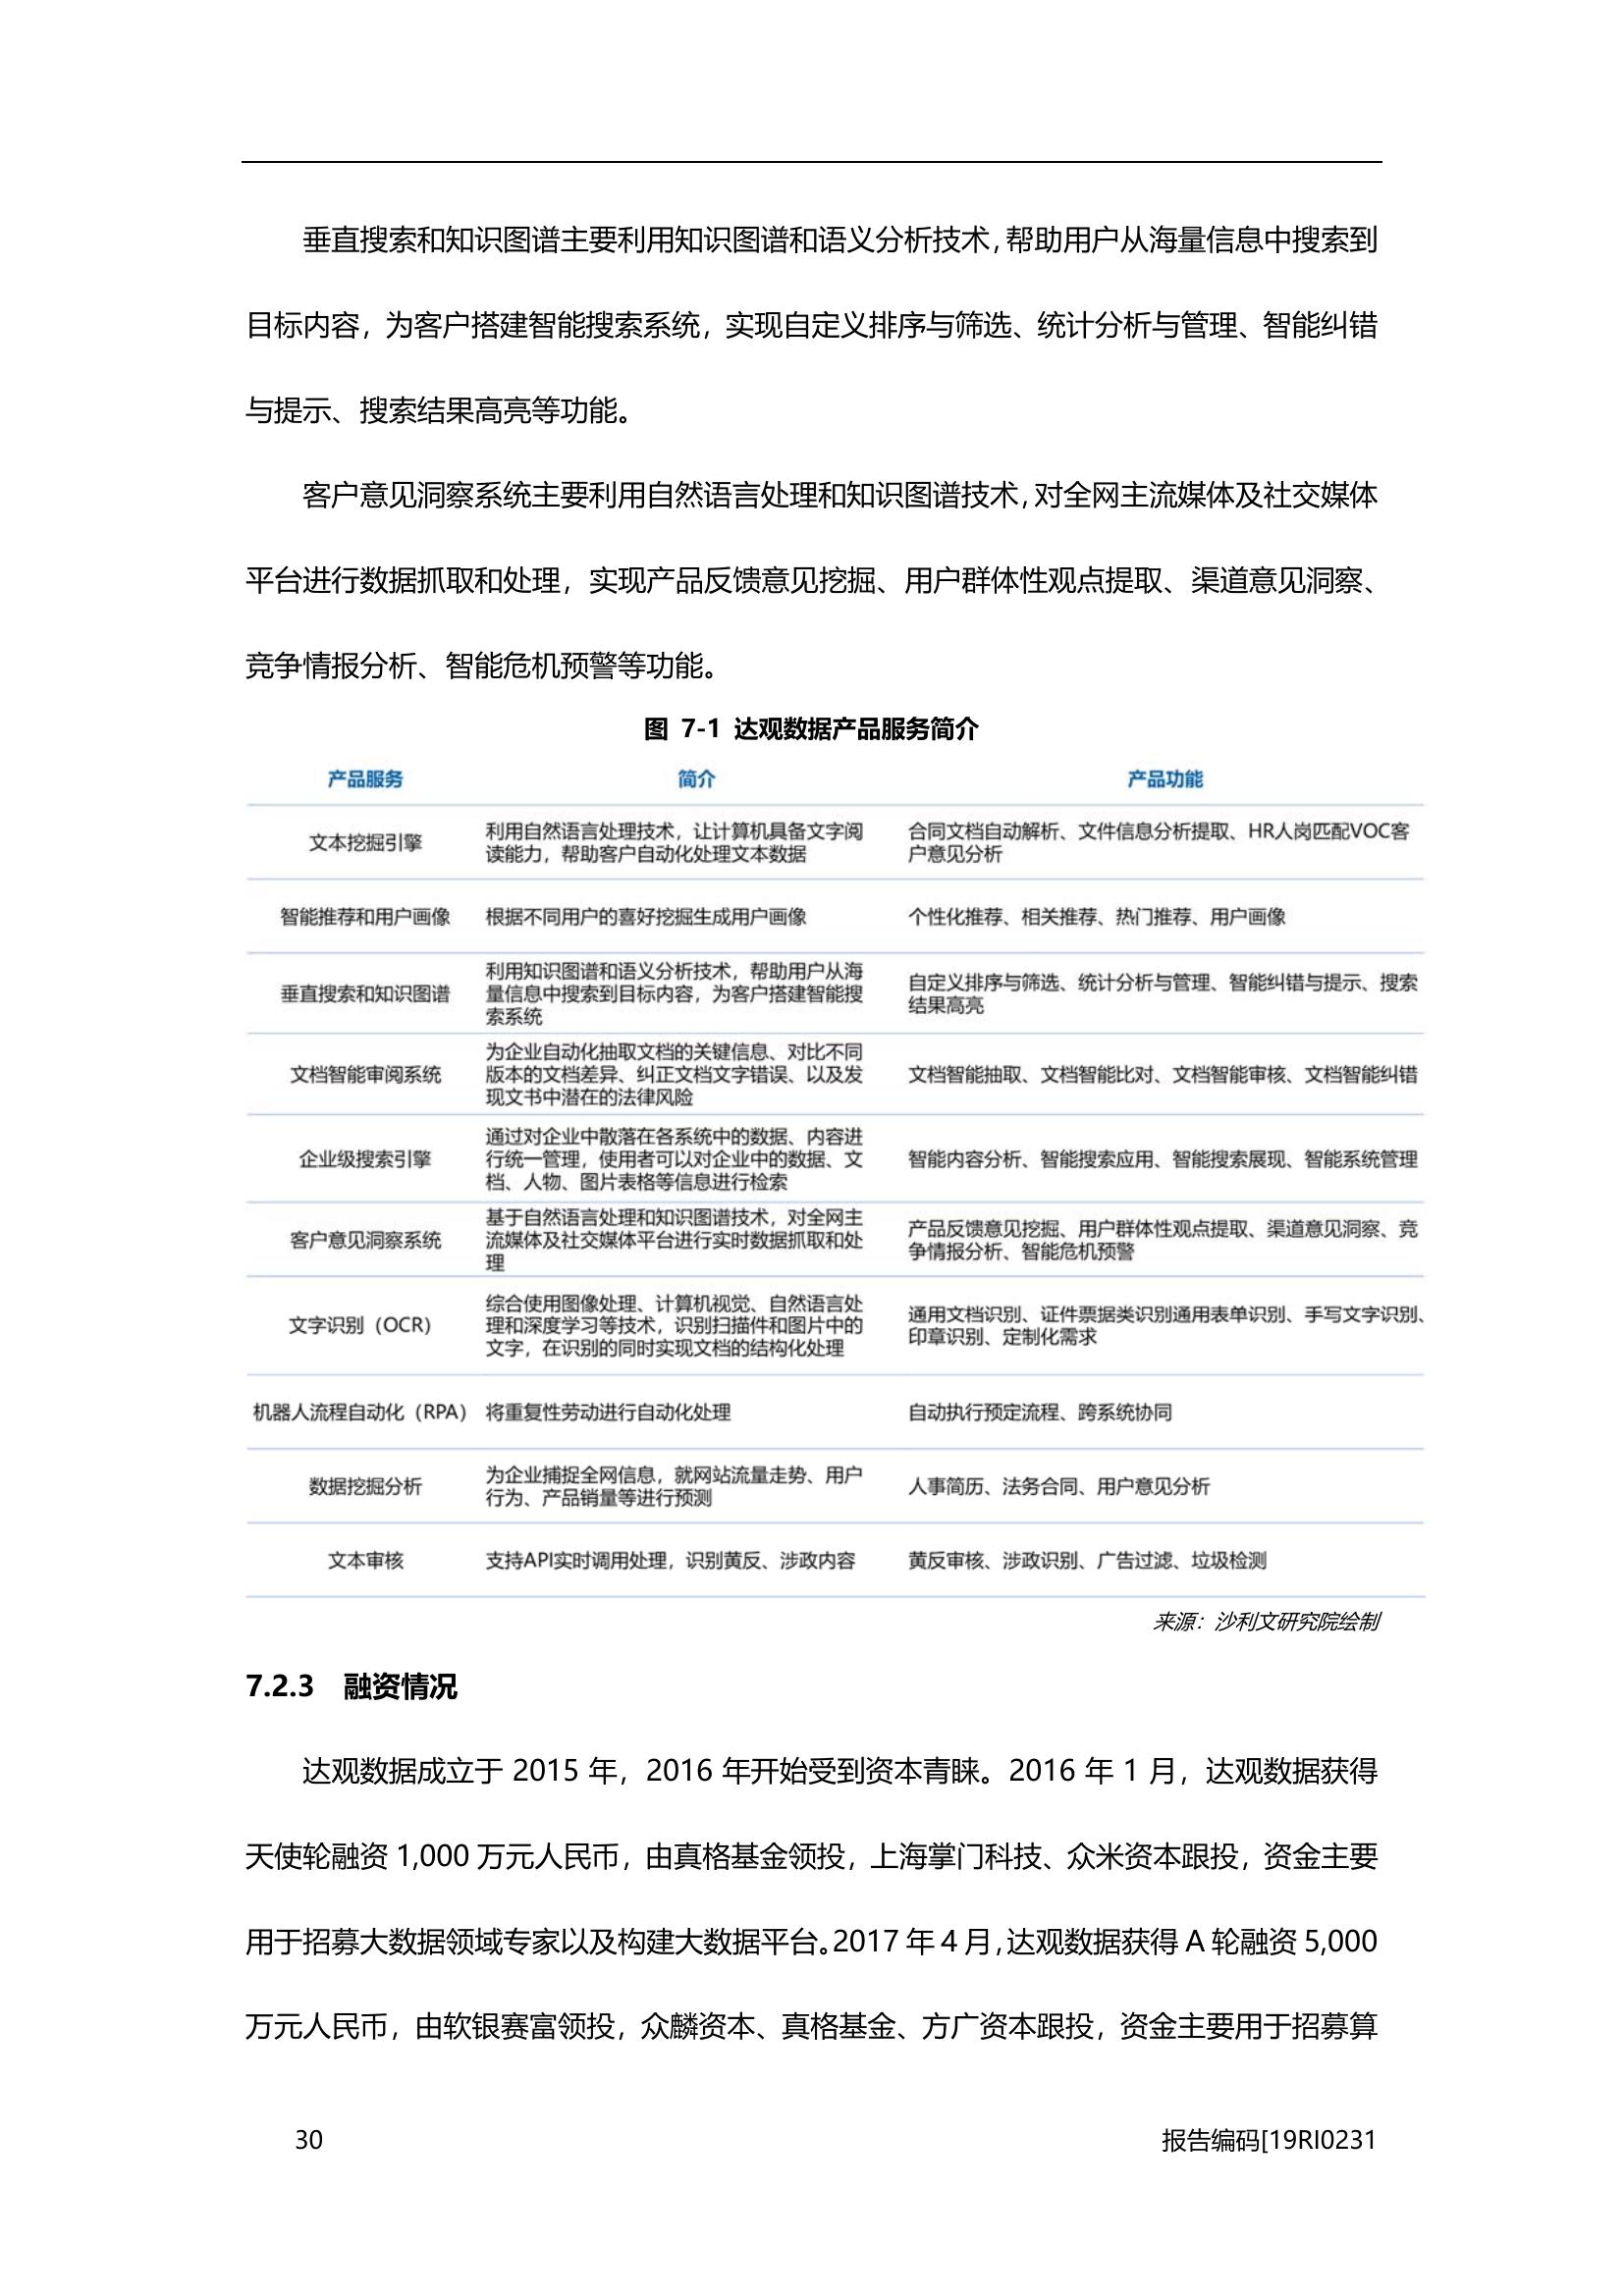 垂直搜索和知识图谱主要利用知识图谱和语义分析技术，帮助用户从海量信息中搜索到
目标内容，为客户搭建智能搜索系统，实现自定义排序与筛选、统计分析与管理、智能纠错
与提示、搜索结果高亮等功能。
客户意见洞察系统主要利用自然语言处理和知识图谱技术，对全网主流媒体及社交媒体
平台进行数据抓取和处理，实现产品反馈意见挖掘、用户群体性观点提取、渠道意见洞察、
竞争情报分析、智能危机预警等功能。
图 7-1 达观数据产品服务简介
产品服务 简介 产品功能
文本挖掘引擎
利用自然语言处理技术，让计算机具备文字阅
读能力，帮助客户自动化处理文本数据
合同文档自动解析、文件信息分析提取、HR人岗匹配VOC客
户意见分析
智能推荐和用户画像 根据不同用户的喜好挖掘生成用户画像 个性化推荐、相关推荐、热门推荐、用户画像
垂直搜索和知识图谱
利用知识图谱和语义分析技术，帮助用户从海
量信息中搜索到目标内容，为客户搭建智能搜
索系统
自定义排序与筛选、统计分析与管理、智能纠错与提示、搜索
结果高亮
文档智能审阅系统
为企业自动化抽取文档的关键信息、对比不同
版本的文档差异、纠正文档文字错误、以及发
现文书中潜在的法律风险
文档智能抽取、文档智能比对、文档智能审核、文档智能纠错
企业级搜索引擎
通过对企业中散落在各系统中的数据、内容进
行统一管理，使用者可以对企业中的数据、文
档、人物、图片表格等信息进行检索
智能内容分析、智能搜索应用、智能搜索展现、智能系统管理
客户意见洞察系统
基于自然语言处理和知识图谱技术，对全网主
流媒体及社交媒体平台进行实时数据抓取和处
理
产品反馈意见挖掘、用户群体性观点提取、渠道意见洞察、竞
争情报分析、智能危机预警
文字识别（OCR）
综合使用图像处理、计算机视觉、自然语言处
理和深度学习等技术，识别扫描件和图片中的
文字，在识别的同时实现文档的结构化处理
通用文档识别、证件票据类识别通用表单识别、手写文字识别、
印章识别、定制化需求
机器人流程自动化（RPA） 将重复性劳动进行自动化处理 自动执行预定流程、跨系统协同
数据挖掘分析
为企业捕捉全网信息，就网站流量走势、用户
行为、产品销量等进行预测
人事简历、法务合同、用户意见分析
文本审核 支持API实时调用处理，识别黄反、涉政内容 黄反审核、涉政识别、广告过滤、垃圾检测
来源：沙利文研究院绘制
7.2.3 融资情况
达观数据成立于 2015 年，2016 年开始受到资本青睐。2016 年 1 月，达观数据获得
天使轮融资 1,000 万元人民币，由真格基金领投，上海掌门科技、众米资本跟投，资金主要
用于招募大数据领域专家以及构建大数据平台。2017 年 4 月，达观数据获得 A 轮融资 5,000
万元人民币，由软银赛富领投，众麟资本、真格基金、方广资本跟投，资金主要用于招募算
30 报告编码[19RI0231